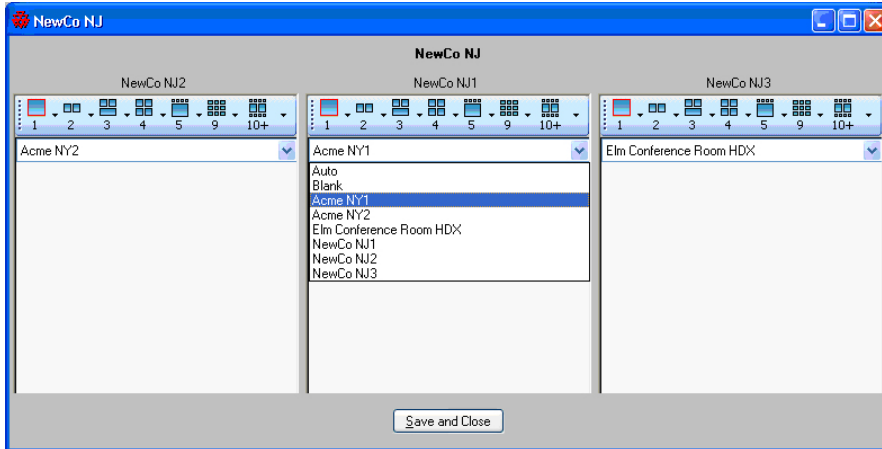 NewCo NJ
NewCo NJ
NewCo NJ2 NewCo NJ1 NewCo NJ3
1 2 3 4 5 9 10+ 1 2 3 4 5 9 10+ 1 2 3 4 5 9 10+
Acme NY2 Acme NY1 Elm Conference Room HDX
Auto
Blank
Acme NY1
Acme NY2
Elm Conference Room HDX
NewCo NJ1
NewCo NJ2
NewCo NJ3
Save and Close